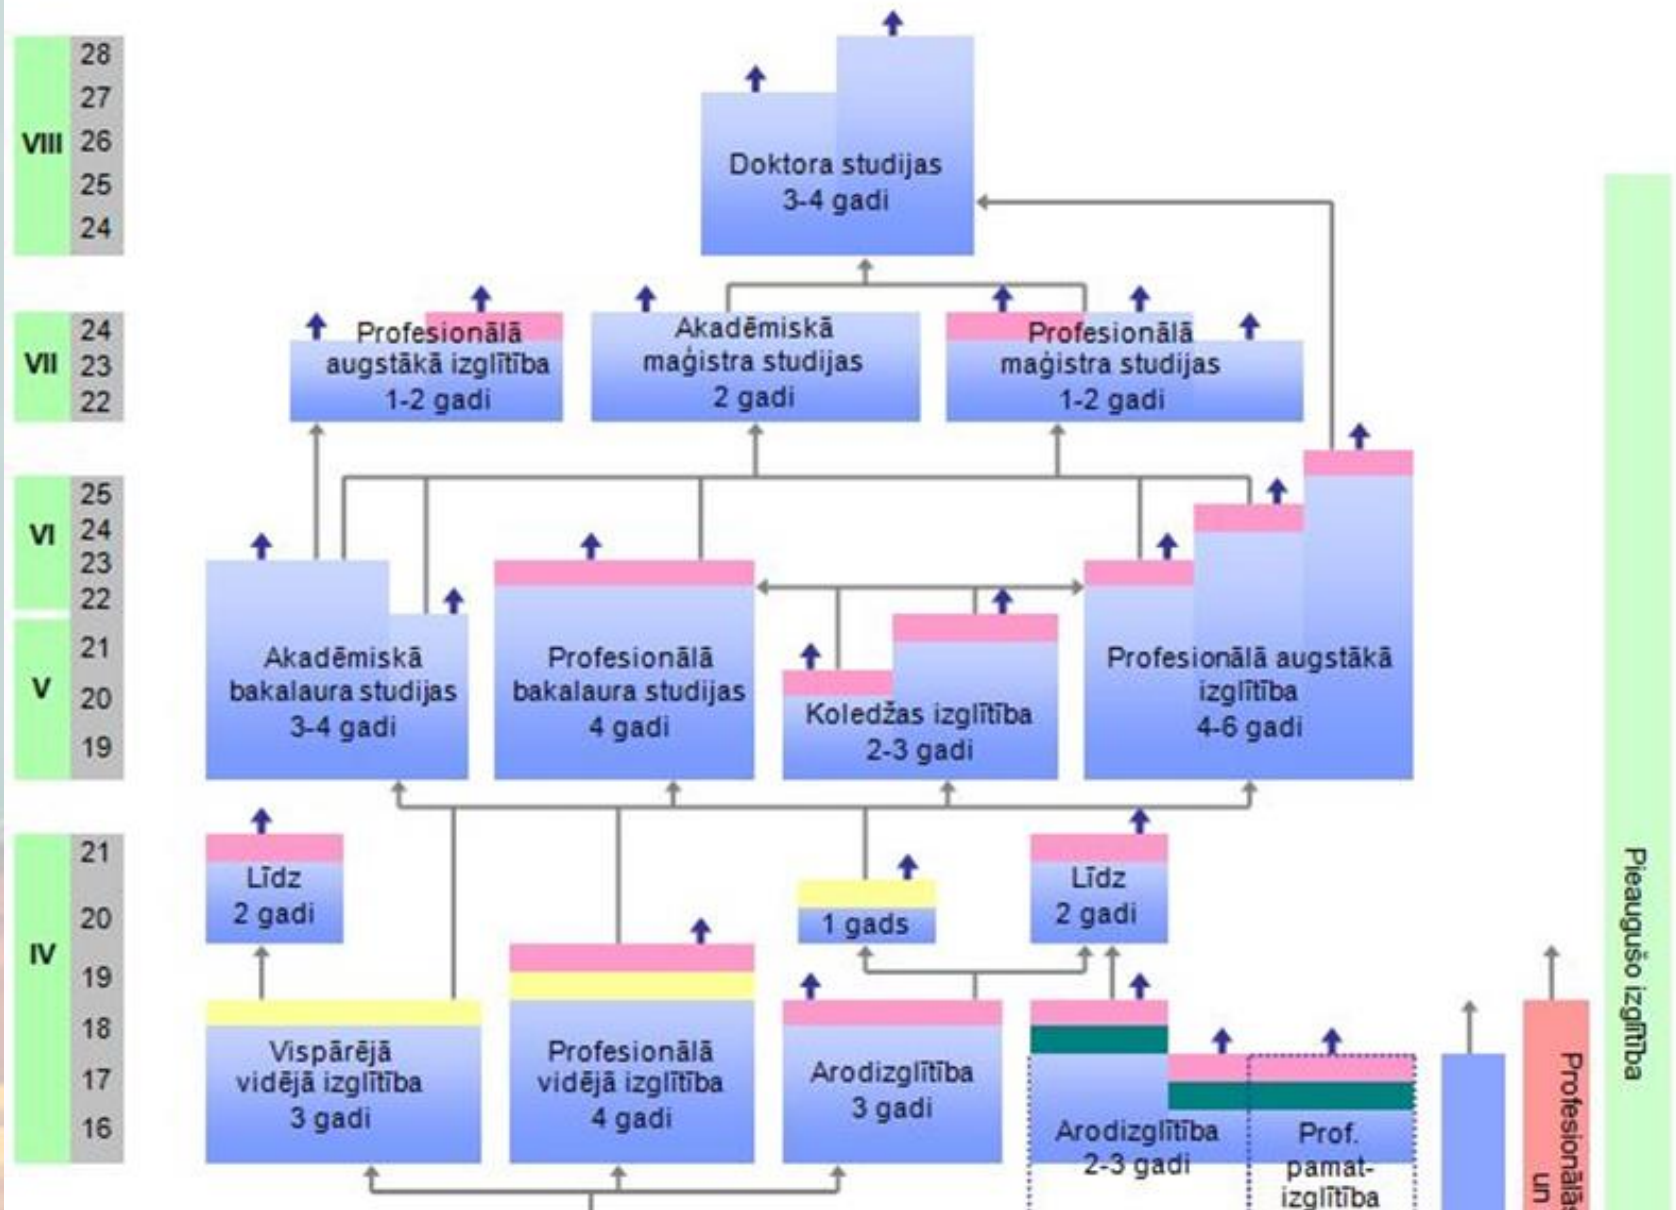 VIII
28
27
26
25
24
Doktora studijas
3-4 gadi
VII
24
23
22
Profesionālā
augstākā izglītība
1-2 gadi
Akadēmiskā
maģistra studijas
2 gadi
Profesionālā
maģistra studijas
1-2 gadi
VI
25
24
23
22
V
21
20
19
Akadēmiskā
bakalaura studijas
3-4 gadi
Profesionālā
bakalaura studijas
4 gadi
Koledžas izglītība
2-3 gadi
Profesionālā augstākā
izglītība
4-6 gadi
IV
21
20
19
18
17
16
Līdz
2 gadi
1 gads
Līdz
2 gadi
Vispārējā
vidējā izglītība
3 gadi
Profesionālā
vidējā izglītība
4 gadi
Arodizglītība
3 gadi
Arodizglītība
2-3 gadi
Prof.
pamat-
izglītība
Profesionālās
un
Pieaugušo izglītība